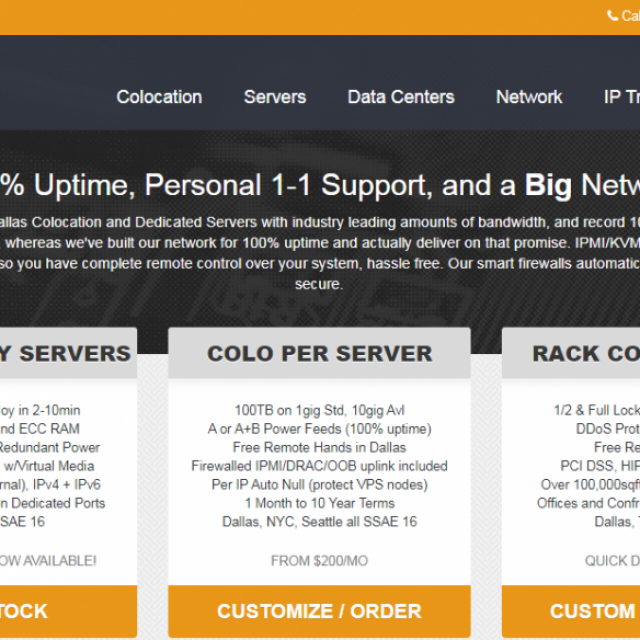 Cal
Colocation Servers Data Centers Network IP Tr
% Uptime, Personal 1-1 Support, and a Big Netw
allas Colocation and Dedicated Servers with industry leading amounts of bandwidth, and record 10
, whereas we've built our network for 100% uptime and actually deliver on that promise. IPMI/KVM
so you have complete remote control over your system, hassle free. Our smart firewalls automatic
secure.
Y SERVERS
oy in 2-10min
nd ECC RAM
Redundant Power
w/Virtual Media
rnal), IPv4 + IPv6
n Dedicated Ports
SAE 16
OW AVAILABLE!
TOCK
COLO PER SERVER
100TB on 1gig Std, 10gig Avl
A or A+B Power Feeds (100% uptime)
Free Remote Hands in Dallas
Firewalled IPMI/DRAC/OOB uplink included
Per IP Auto Null (protect VPS nodes)
1 Month to 10 Year Terms
Dallas, NYC, Seattle all SSAE 16
FROM $200/MO
CUSTOMIZE / ORDER
RACK CO
1/2 & Full Lock
DDoS Prot
Free Re
PCI DSS, HIP
Over 100,000sqft
Offices and Confr
Dallas,
QUICK D
CUSTOM